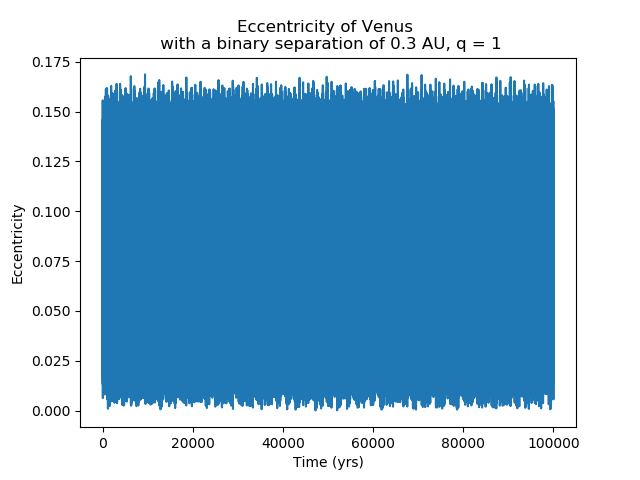 Eccentricity of Venus
with a binary separation of 0.3 AU, q = 1
0.175
0.150
0.125
0.100
0.075
0.050
0.025
0.000
Eccentricity
0 20000 40000 60000 80000 100000
Time (yrs)